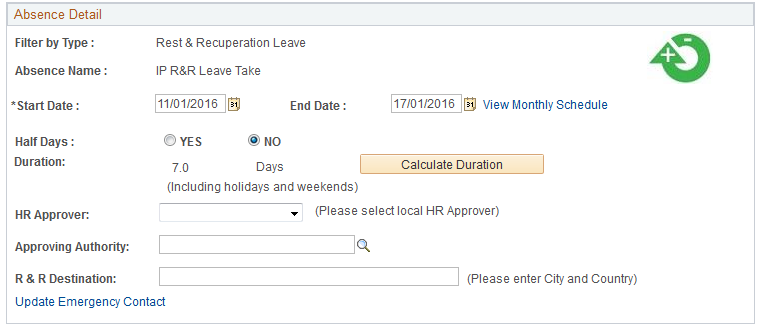 Absence Detail
Filter by Type : Rest & Recuperation Leave
Absence Name : IP R&R Leave Take
*Start Date : 11/01/2016 31 End Date : 17/01/2016 31 View Monthly Schedule
Half Days : YES NO
Duration: 7.0 Days Calculate Duration
(Including holidays and weekends)
HR Approver: (Please select local HR Approver)
Approving Authority:
R & R Destination: (Please enter City and Country)
Update Emergency Contact